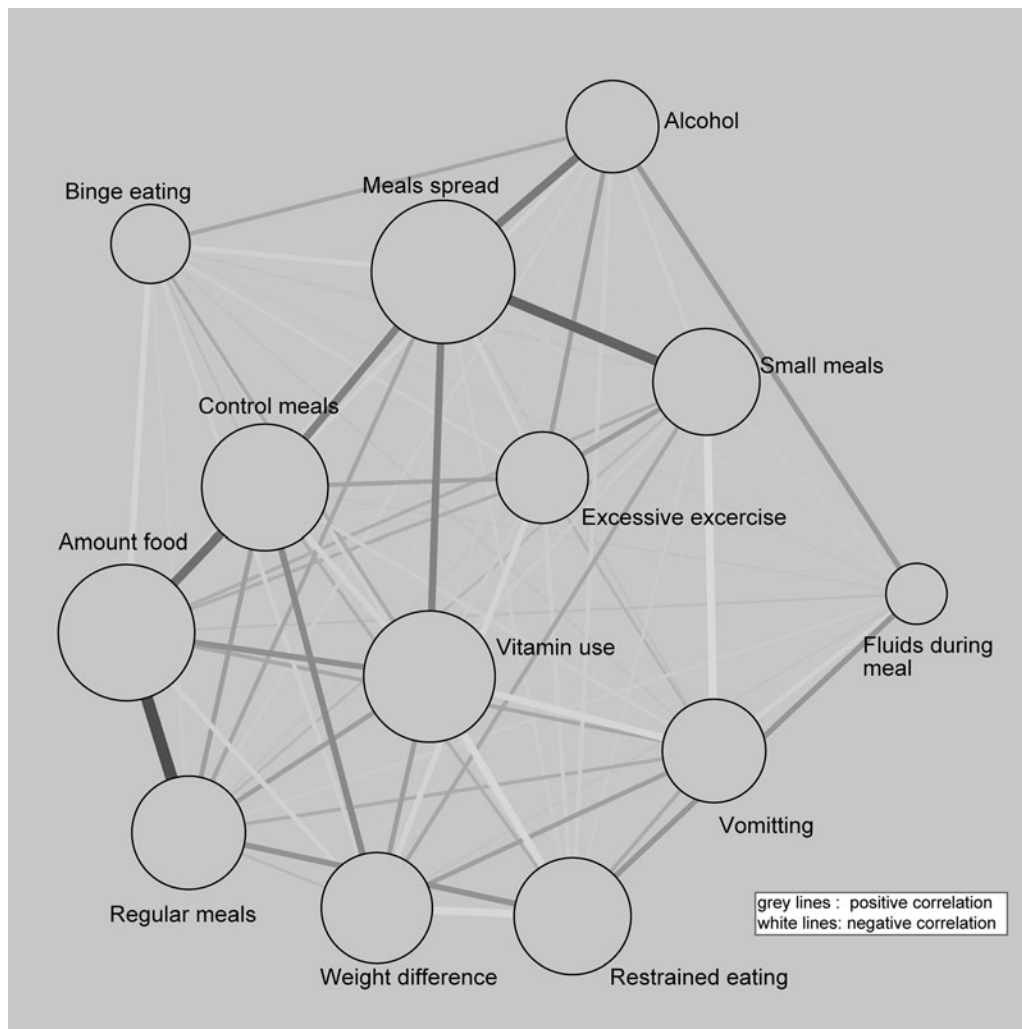 Alcohol
Meals spread
Binge eating
Small meals
Control meals
Excessive excercise
Amount food
Vitamin use
Fluids during
meal
Vomitting
Regular meals
Weight difference
Restrained eating
grey lines : positive correlation
white lines: negative correlation